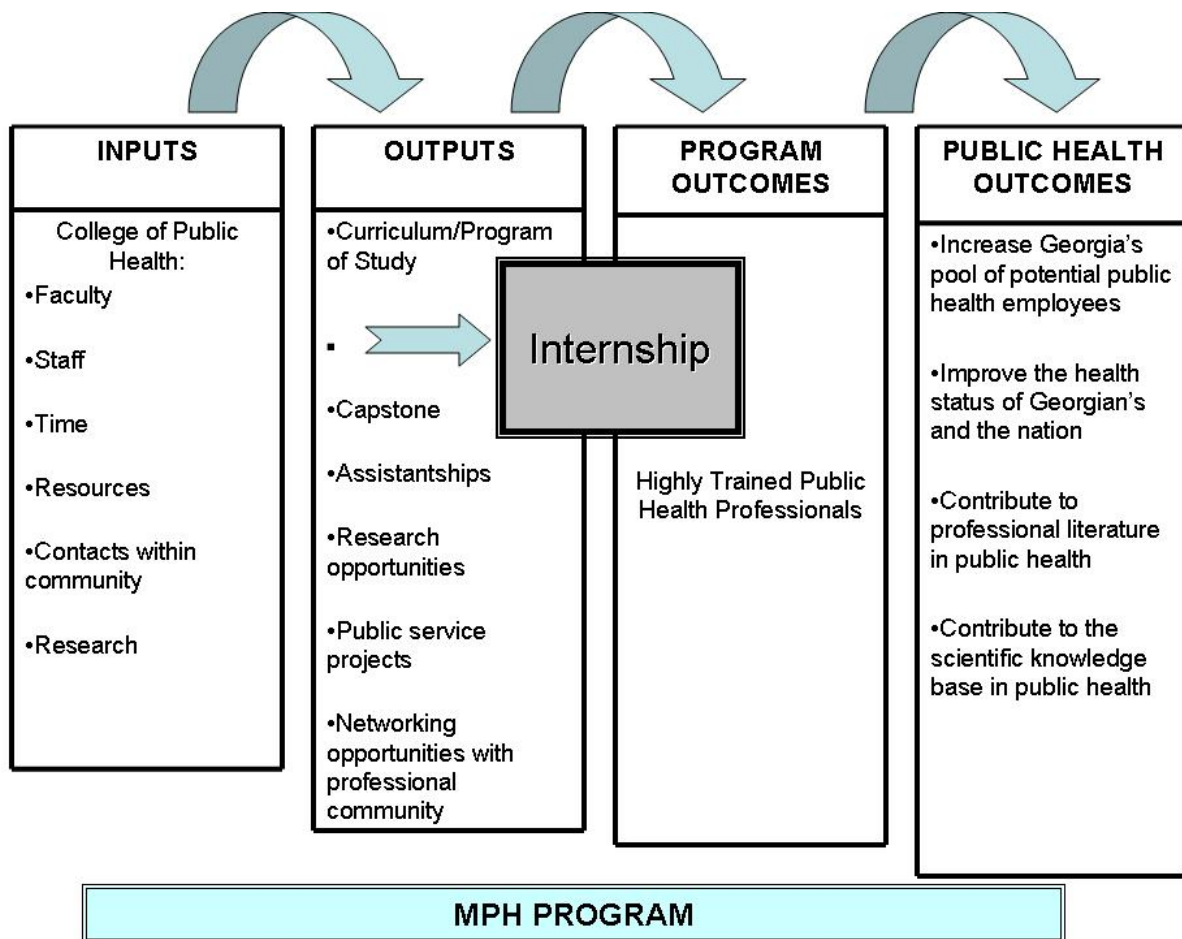 INPUTS
College of Public
Health:
•Faculty
•Staff
•Time
•Resources
•Contacts within
community
•Research
OUTPUTS
•Curriculum/Program
of Study
▪
•Capstone
•Assistantships
•Research
opportunities
•Public service
projects
•Networking
opportunities with
professional
community
Internship
PROGRAM
OUTCOMES
Highly Trained Public
Health Professionals
PUBLIC HEALTH
OUTCOMES
•Increase Georgia's
pool of potential public
health employees
•Improve the health
status of Georgian's
and the nation
•Contribute to
professional literature
in public health
•Contribute to the
scientific knowledge
base in public health
MPH PROGRAM